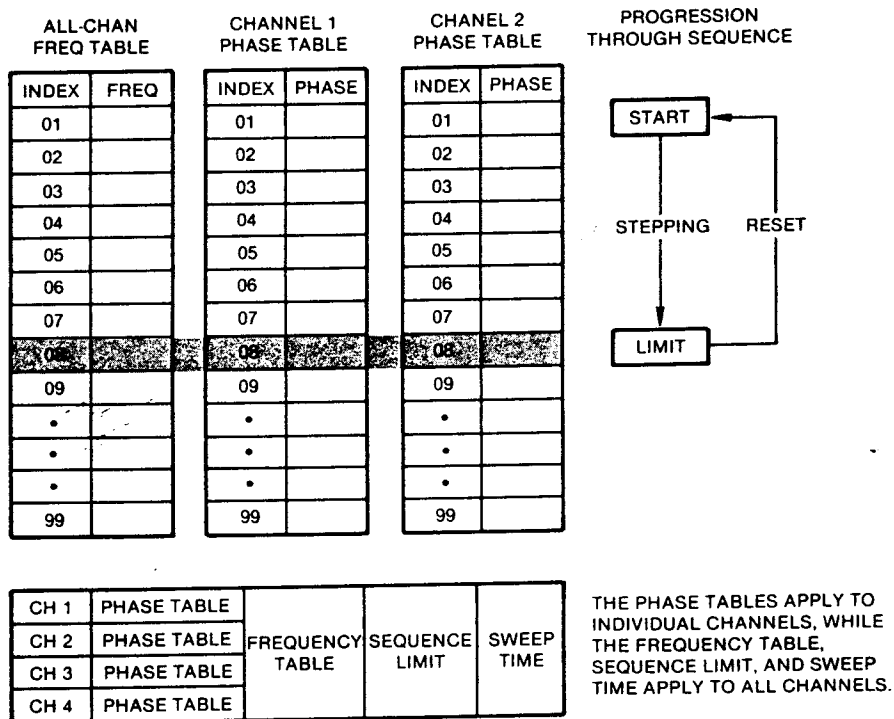 ALL-CHAN
FREQ TABLE
CHANNEL 1
PHASE TABLE
CHANEL 2
PHASE TABLE
PROGRESSION
THROUGH SEQUENCE
INDEX FREQ INDEX PHASE INDEX PHASE
01 01 01
02 02 02
03 03 03
04 04 04
05 05 05
06 06 06
07 07 07
08 08 08
09 09 09
• • •
• • •
• • •
99 99 99
START
STEPPING RESET
LIMIT
CH 1 PHASE TABLE
CH 2 PHASE TABLE
CH 3 PHASE TABLE
CH 4 PHASE TABLE
FREQUENCY
TABLE
SEQUENCE
LIMIT
SWEEP
TIME
THE PHASE TABLES APPLY TO
INDIVIDUAL CHANNELS, WHILE
THE FREQUENCY TABLE,
SEQUENCE LIMIT, AND SWEEP
TIME APPLY TO ALL CHANNELS.